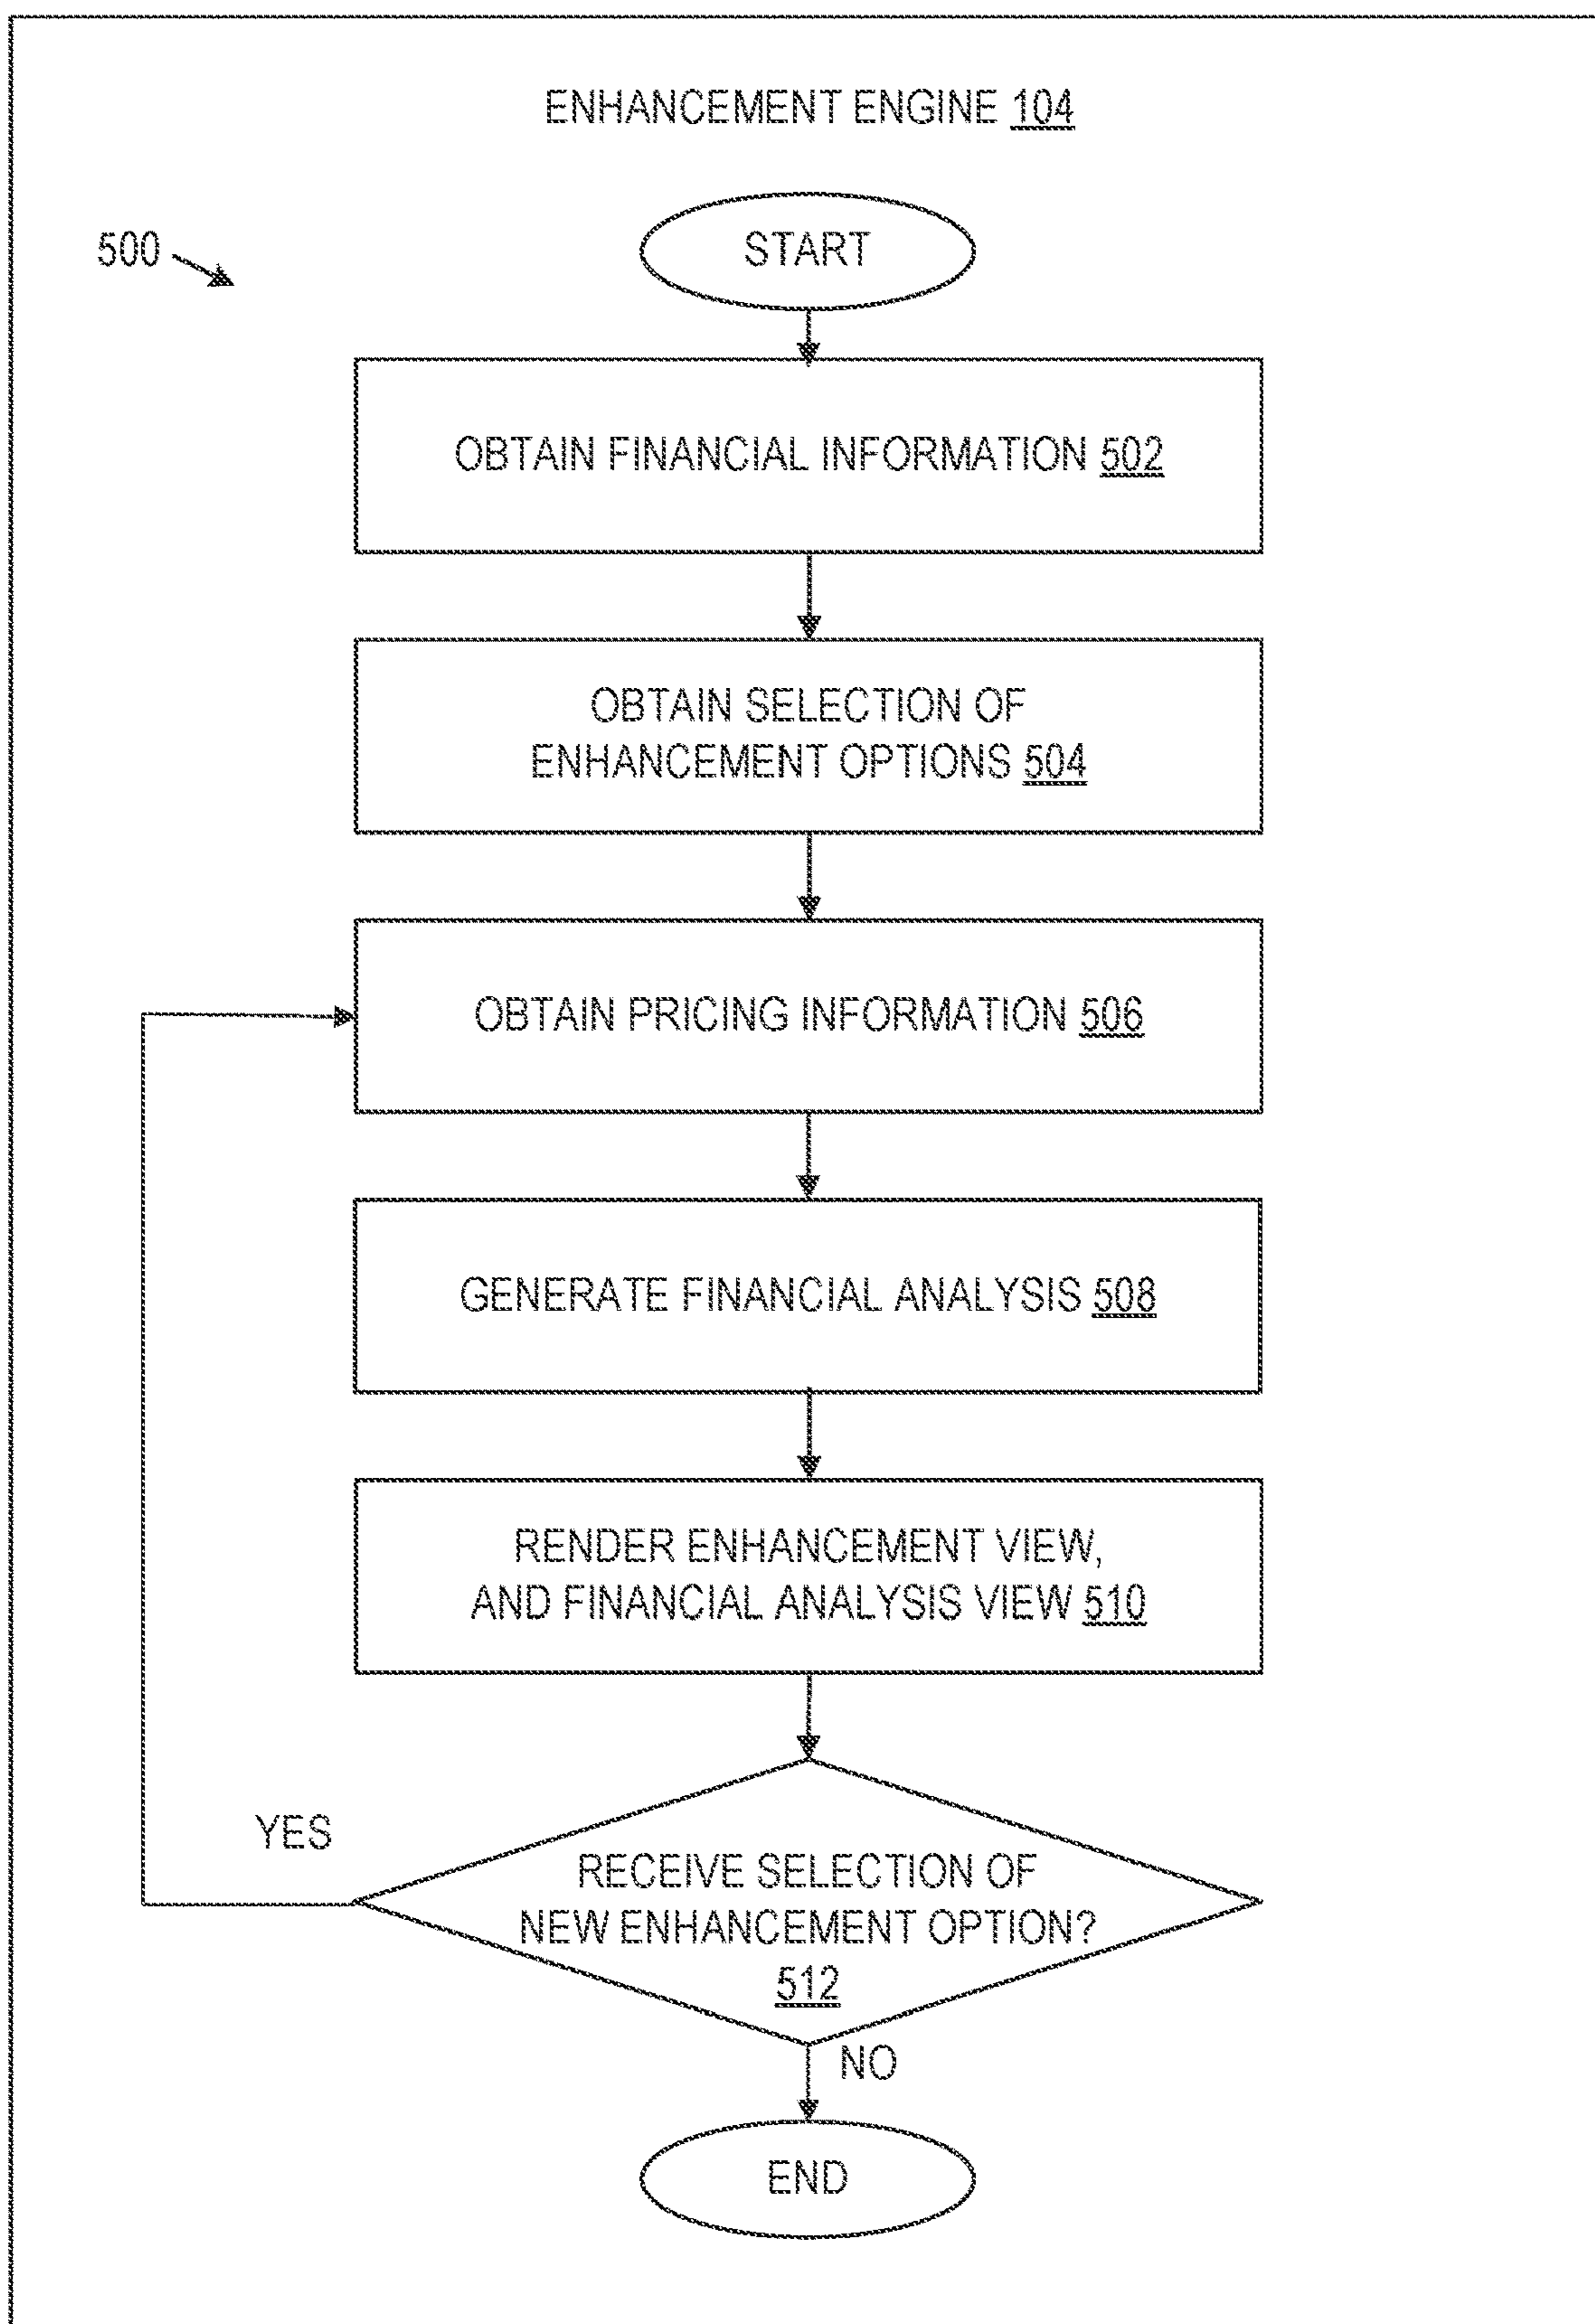 ENHANCEMENT ENGINE 104
500
START
OBTAIN FINANCIAL INFORMATION 502
OBTAIN SELECTION OF
ENHANCEMENT OPTIONS 504
OBTAIN PRICING INFORMATION 506
GENERATE FINANCIAL ANALYSIS 508
RENDER ENHANCEMENT VIEW,
AND FINANCIAL ANALYSIS VIEW 510
YES
RECEIVE SELECTION OF
NEW ENHANCEMENT OPTION?
512
NO
END